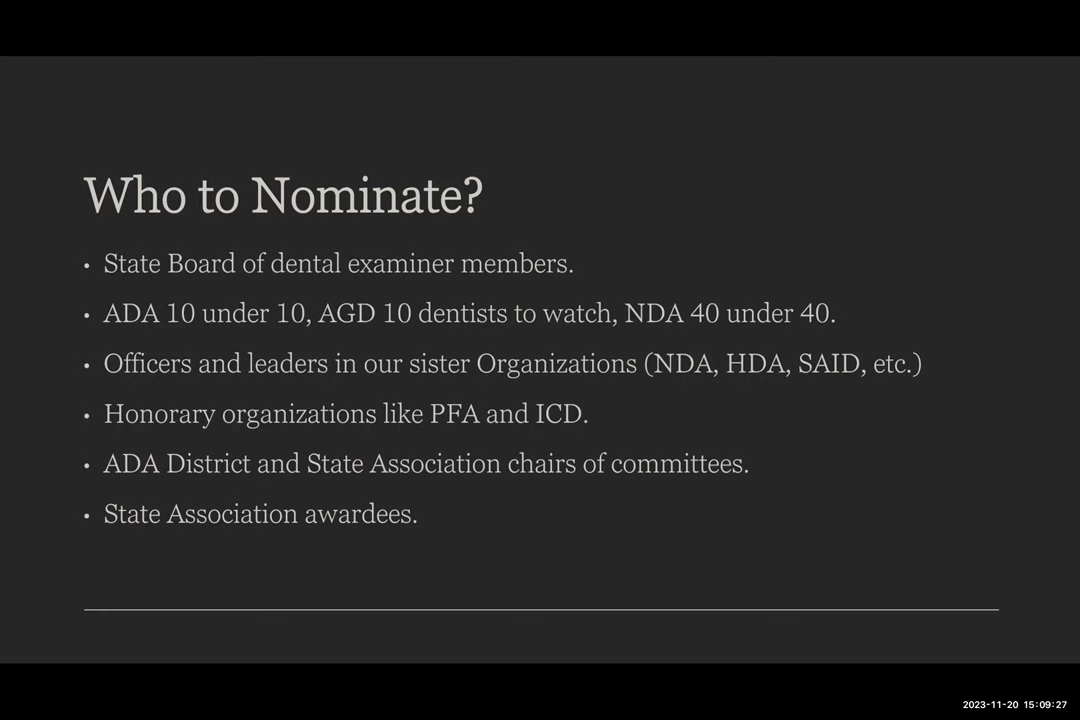 Who to Nominate?
• State Board of dental examiner members.
• ADA 10 under 10, AGD 10 dentists to watch, NDA 40 under 40.
• Officers and leaders in our sister Organizations (NDA, HDA, SAID, etc.)
• Honorary organizations like PFA and ICD.
• ADA District and State Association chairs of committees.
• State Association awardees.
2023-11-20 15:09:27